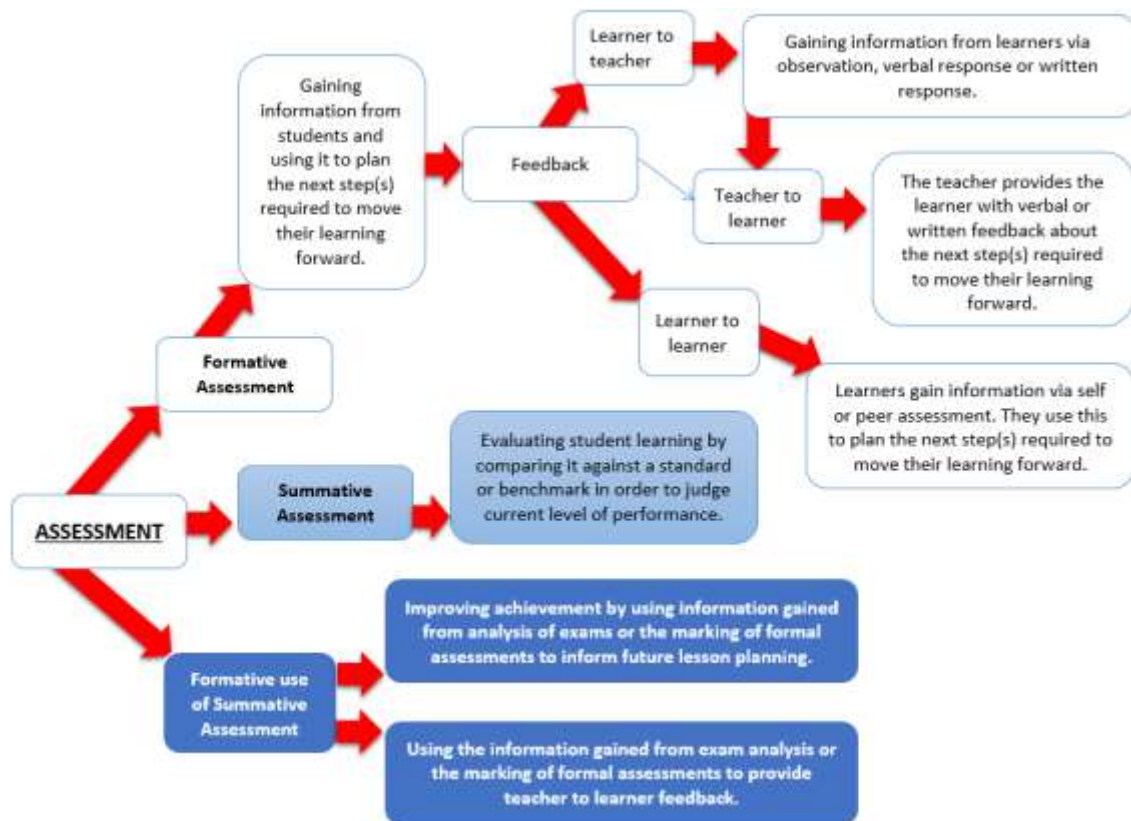 Learner to
teacher
Gaining information from learners via
observation, verbal response or written
response.
Gaining
information from
students and
using it to plan
the next step(s)
required to move
their learning
forward.
Feedback
Teacher to
learner
The teacher provides the
learner with verbal or
written feedback about
the next step(s) required
to move their learning
forward.
Learner to
learner
Learners gain information via self
or peer assessment. They use this
to plan the next step(s) required to
move their learning forward.
Formative
Assessment
Evaluating student learning by
comparing it against a standard
or benchmark in order to judge
current level of performance.
Summative
Assessment
ASSESSMENT
Improving achievement by using information gained
from analysis of exams or the marking of formal
assessments to inform future lesson planning.
Formative use
of Summative
Assessment
Using the information gained from exam analysis or
the marking of formal assessments to provide
teacher to learner feedback.